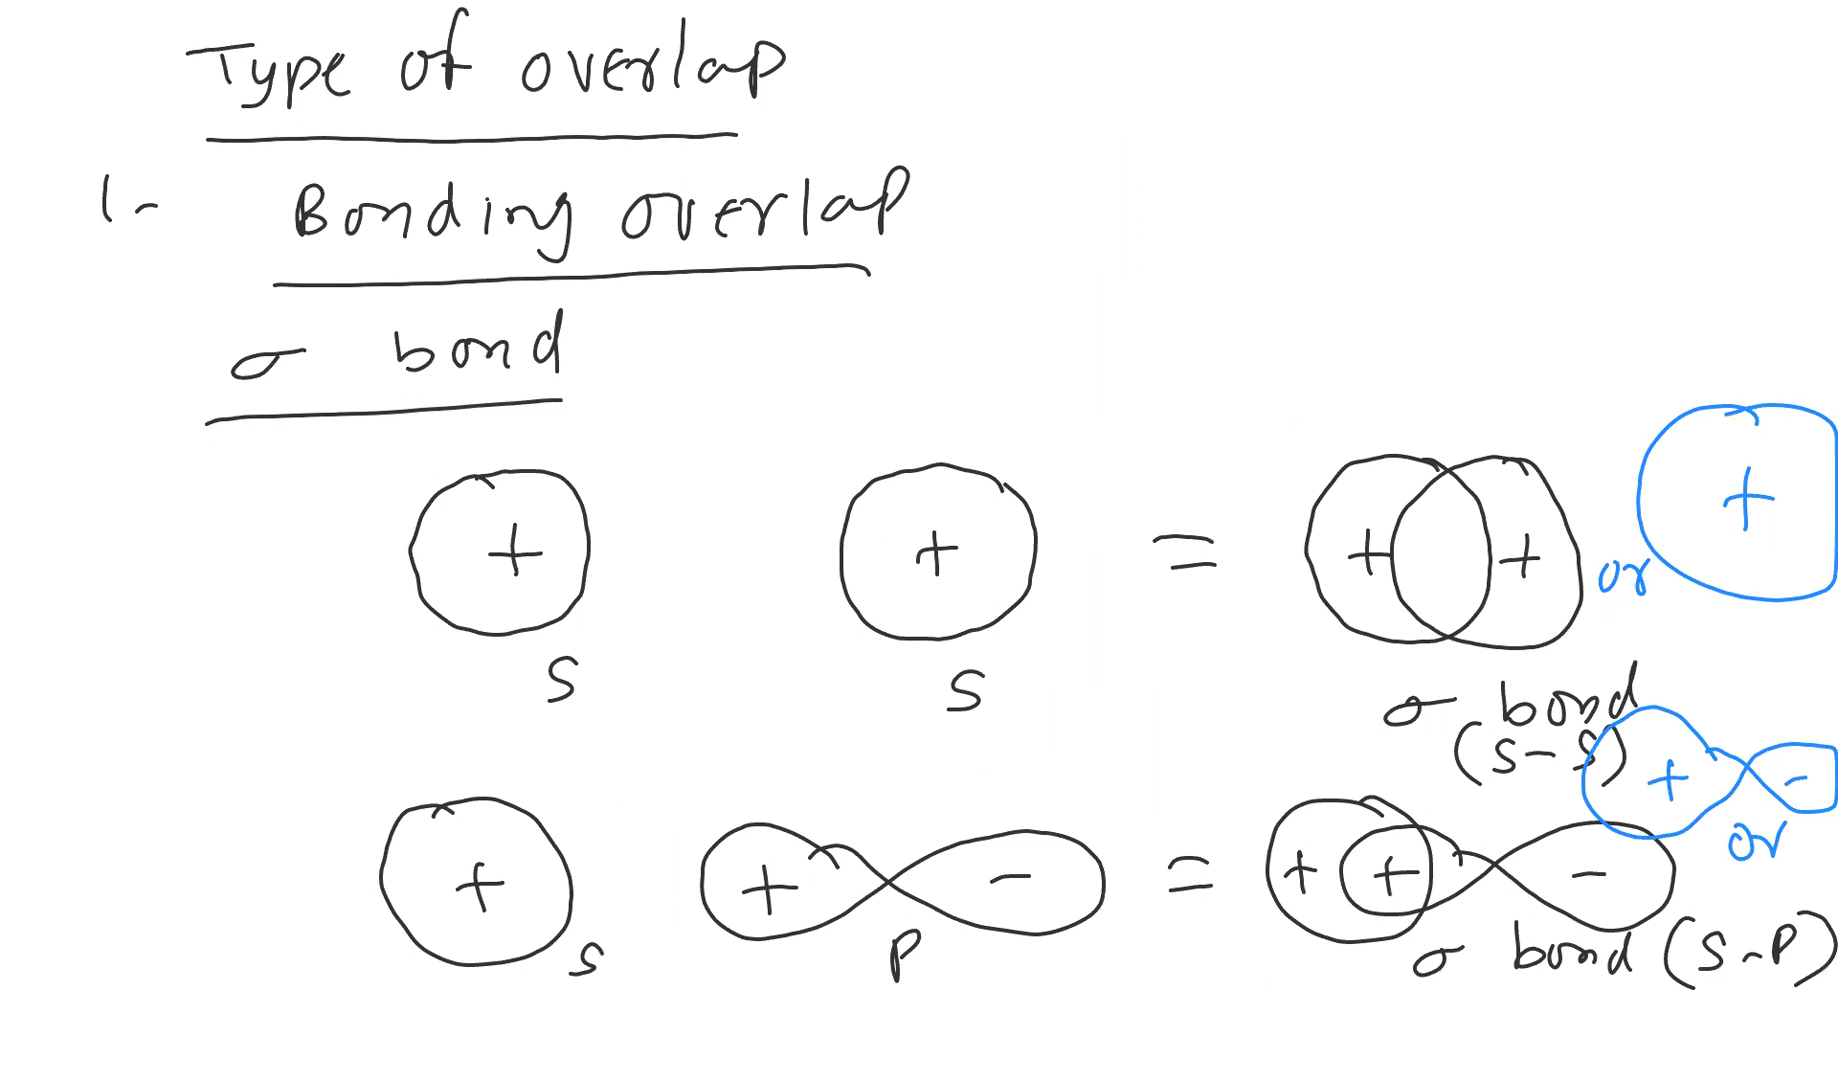 Type of overlap
1- Bonding overlap
σ bond
+ + = + + or +
S S σ bond
(S-S)
+ -
+ + - = + + - or
S P σ bond (S-P)